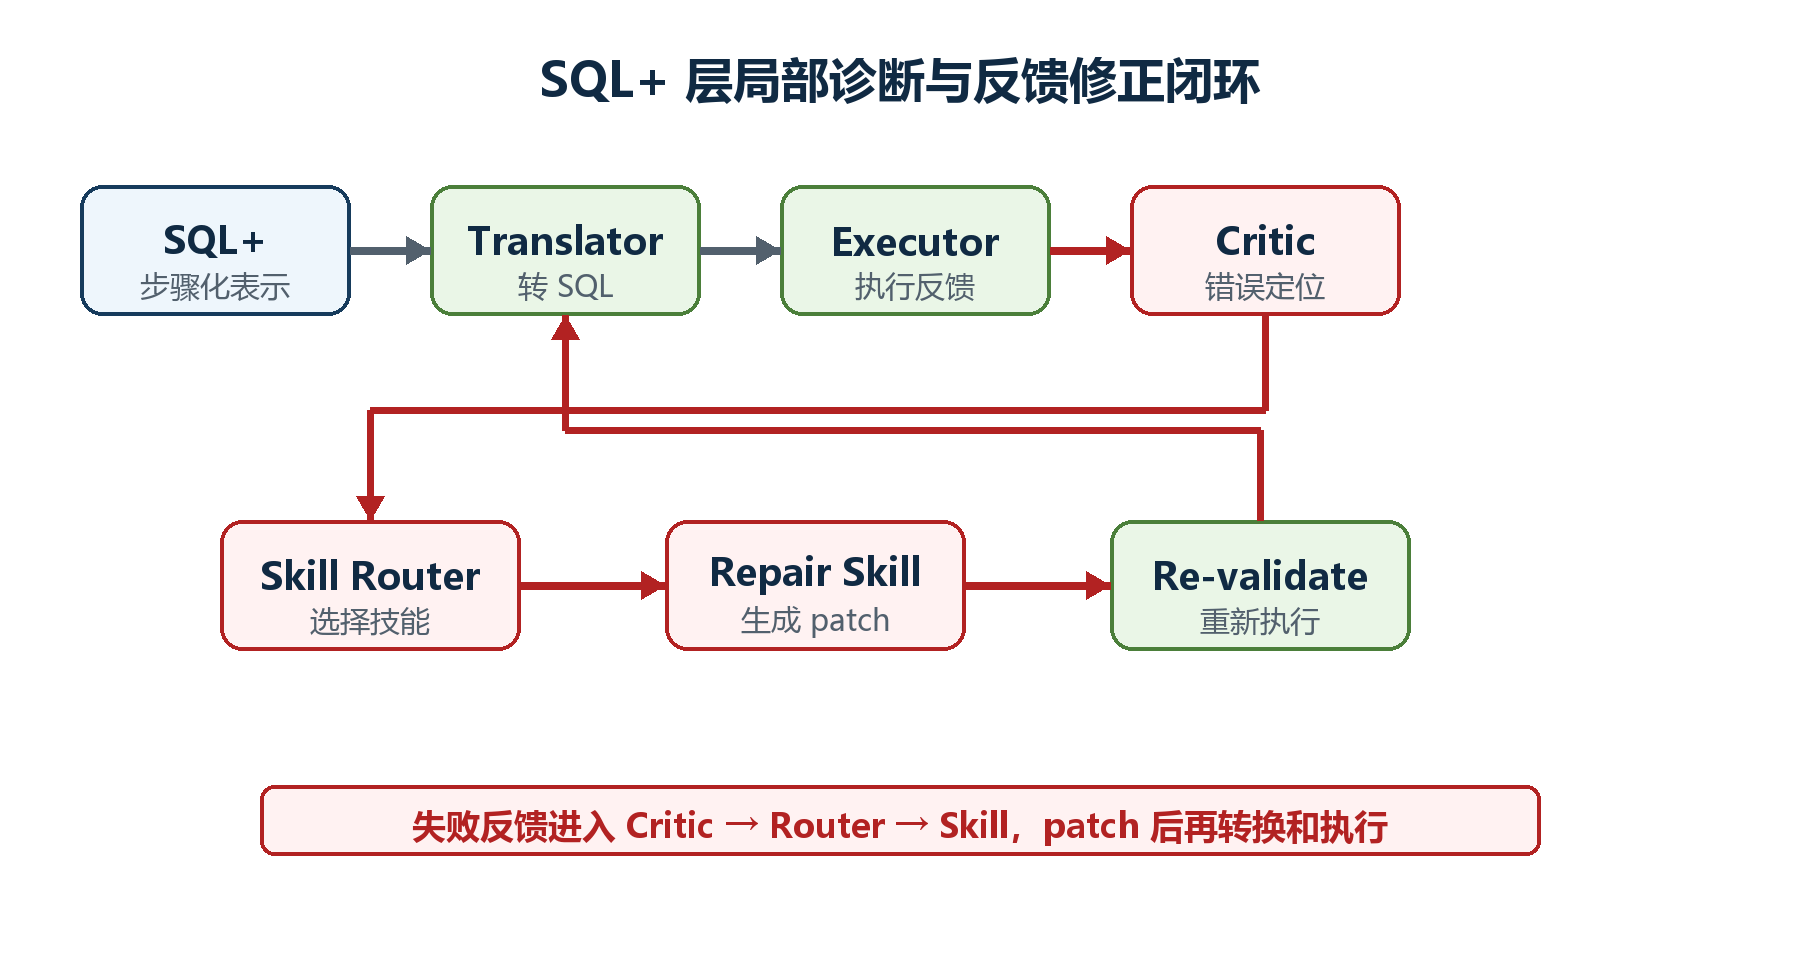 SQL+ 层局部诊断与反馈修正闭环
SQL+
步骤化表示
Translator
转 SQL
Executor
执行反馈
Critic
错误定位
Skill Router
选择技能
Repair Skill
生成 patch
Re-validate
重新执行
失败反馈进入 Critic → Router → Skill，patch 后再转换和执行